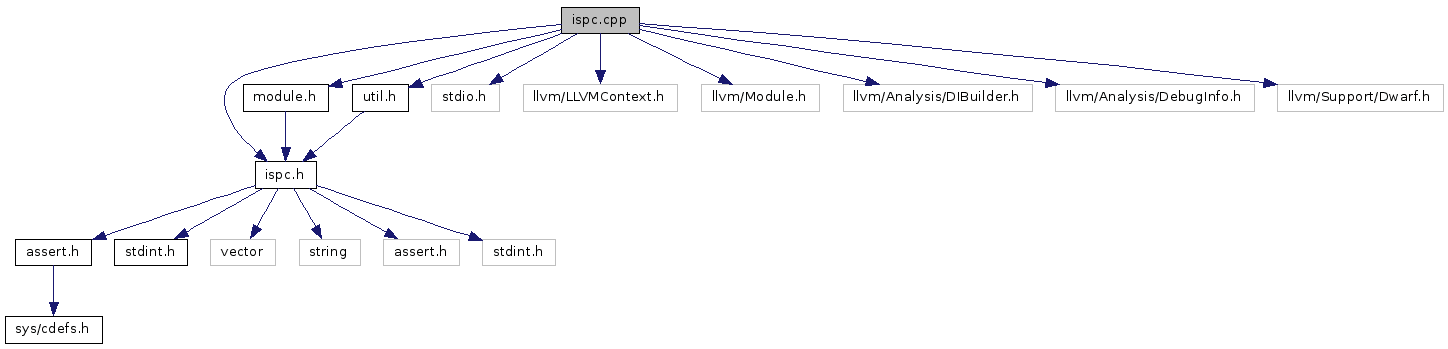 ispc.cpp
module.h
util.h
stdio.h
llvm/LLVMContext.h
llvm/Module.h
llvm/Analysis/DIBuilder.h
llvm/Analysis/DebugInfo.h
llvm/Support/Dwarf.h
ispc.h
assert.h
stdint.h
vector
string
assert.h
stdint.h
sys/cdefs.h